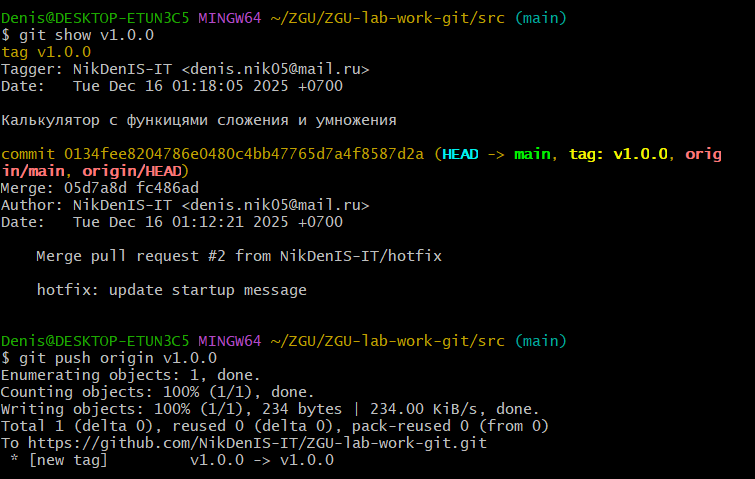 Denis@DESKTOP-ETUN3C5 MINGW64 ~/ZGU/ZGU-lab-work-git/src (main)
$ git show v1.0.0
tag v1.0.0
Tagger: NikDenIS-IT <denis.nik05@mail.ru>
Date:   Tue Dec 16 01:18:05 2025 +0700
Калькулятор с функицями сложения и умножения
commit 0134fee8204786e0480c4bb47765d7a4f8587d2a (HEAD -> main, tag: v1.0.0, orig
in/main, origin/HEAD)
Merge: 05d7a8d fc486ad
Author: NikDenIS-IT <denis.nik05@mail.ru>
Date:   Tue Dec 16 01:12:21 2025 +0700
    Merge pull request #2 from NikDenIS-IT/hotfix
    hotfix: update startup message
Denis@DESKTOP-ETUN3C5 MINGW64 ~/ZGU/ZGU-lab-work-git/src (main)
$ git push origin v1.0.0
Enumerating objects: 1, done.
Counting objects: 100% (1/1), done.
Writing objects: 100% (1/1), 234 bytes | 234.00 KiB/s, done.
Total 1 (delta 0), reused 0 (delta 0), pack-reused 0 (from 0)
To https://github.com/NikDenIS-IT/ZGU-lab-work-git.git
 * [new tag]         v1.0.0 -> v1.0.0